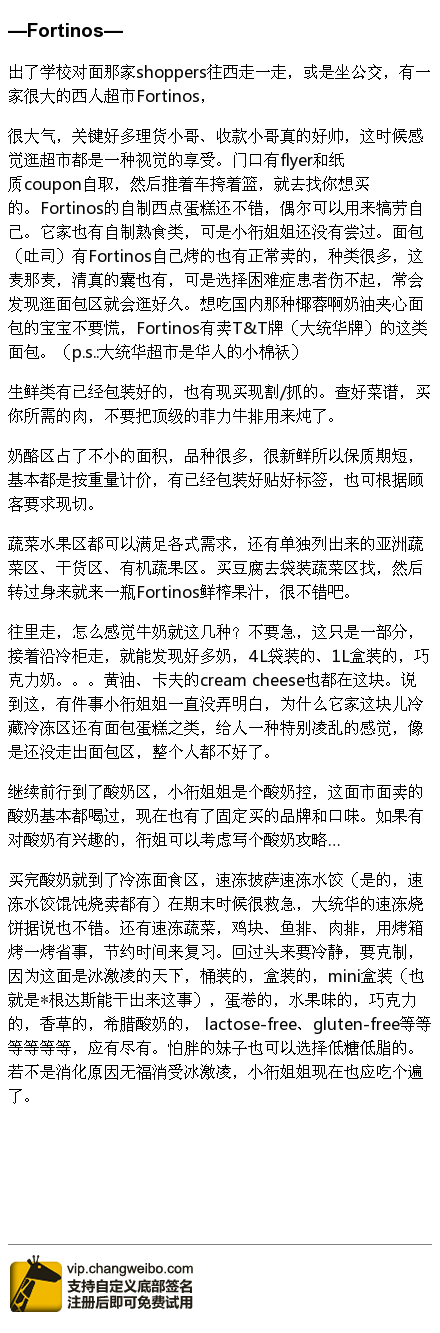 —Fortinos—
出了学校对面那家shoppers往西走一走，或是坐公交，有一
家很大的西人超市Fortinos，
很大气，关键好多理货小哥、收款小哥真的好帅，这时候感
觉逛超市都是一种视觉的享受。门口有flyer和纸
质coupon自取，然后推着车挎着篮，就去找你想买
的。Fortinos的自制西点蛋糕还不错，偶尔可以用来犒劳自
己。它家也有自制熟食类，可是小衎姐姐还没有尝过。面包
（吐司）有Fortinos自己烤的也有正常卖的，种类很多，这
麦那麦，清真的囊也有，可是选择困难症患者伤不起，常会
发现逛面包区就会逛好久。想吃国内那种椰蓉啊奶油夹心面
包的宝宝不要慌，Fortinos有卖T&T牌（大统华牌）的这类
面包。（p.s.:大统华超市是华人的小棉袄）
生鲜类有已经包装好的，也有现买现割/抓的。查好菜谱，买
你所需的肉，不要把顶级的菲力牛排用来炖了。
奶酪区占了不小的面积，品种很多，很新鲜所以保质期短，
基本都是按重量计价，有已经包装好贴好标签，也可根据顾
客要求现切。
蔬菜水果区都可以满足各式需求，还有单独列出来的亚洲蔬
菜区、干货区、有机蔬果区。买豆腐去袋装蔬菜区找，然后
转过身来就来一瓶Fortinos鲜榨果汁，很不错吧。
往里走，怎么感觉牛奶就这几种？不要急，这只是一部分，
接着沿冷柜走，就能发现好多奶，4L袋装的、1L盒装的，巧
克力奶。。。黄油、卡夫的cream cheese也都在这块。说
到这，有件事小衎姐姐一直没弄明白，为什么它家这块儿冷
藏冷冻区还有面包蛋糕之类，给人一种特别凌乱的感觉，像
是还没走出面包区，整个人都不好了。
继续前行到了酸奶区，小衎姐姐是个酸奶控，这面市面卖的
酸奶基本都喝过，现在也有了固定买的品牌和口味。如果有
对酸奶有兴趣的，衎姐可以考虑写个酸奶攻略...
买完酸奶就到了冷冻面食区，速冻披萨速冻水饺（是的，速
冻水饺馄饨烧卖都有）在期末时候很救急，大统华的速冻烧
饼据说也不错。还有速冻蔬菜，鸡块、鱼排、肉排，用烤箱
烤一烤省事，节约时间来复习。回过头来要冷静，要克制，
因为这面是冰激凌的天下，桶装的，盒装的，mini盒装（也
就是*根达斯能干出来这事），蛋卷的，水果味的，巧克力
的，香草的，希腊酸奶的， lactose-free、gluten-free等等
等等等等，应有尽有。怕胖的妹子也可以选择低糖低脂的。
若不是消化原因无福消受冰激凌，小衎姐姐现在也应吃个遍
了。
vip.changweibo.com
支持自定义底部签名
注册后即可免费试用